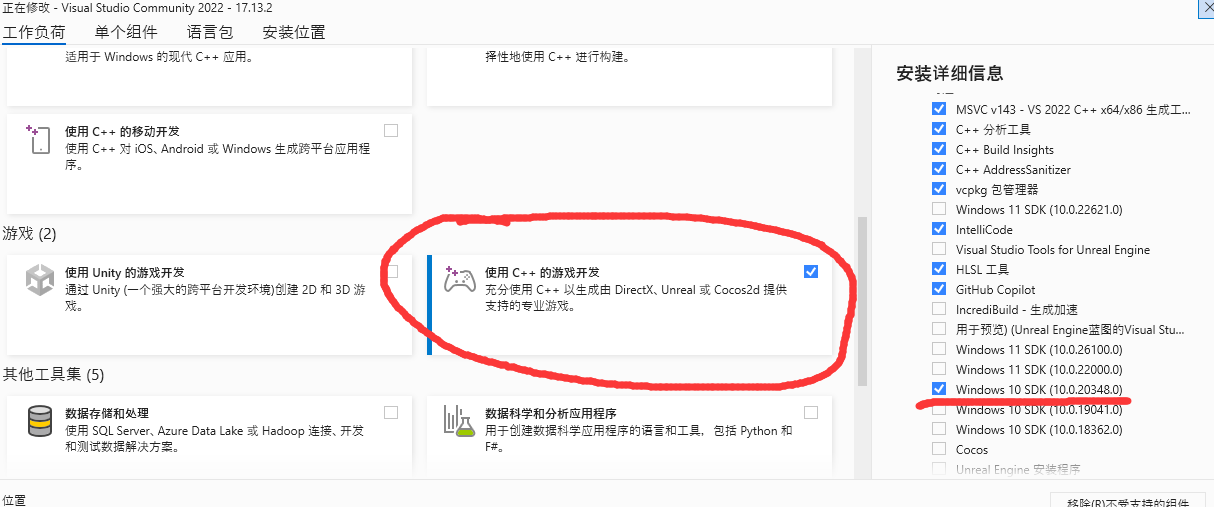 正在修改 - Visual Studio Community 2022 - 17.13.2
工作负荷 单个组件 语言包 安装位置
适用于 Windows 的现代 C++ 应用。
择性地使用 C++ 进行构建。
使用 C++ 的移动开发
使用 C++ 对 iOS、Android 或 Windows 生成跨平台应用程
序。
游戏 (2)
使用 Unity 的游戏开发
通过 Unity (一个强大的跨平台开发环境)创建 2D 和 3D 游
戏。
使用 C++ 的游戏开发
充分使用 C++ 以生成由 DirectX、Unreal 或 Cocos2d 提供
支持的专业游戏。
其他工具集 (5)
数据存储和处理
使用 SQL Server、Azure Data Lake 或 Hadoop 连接、开发
和测试数据解决方案。
数据科学和分析应用程序
用于创建数据科学应用程序的语言和工具，包括 Python 和
F#。
位置
安装详细信息
MSVC v143 - VS 2022 C++ x64/x86 生成工...
C++ 分析工具
C++ Build Insights
C++ AddressSanitizer
vcpkg 包管理器
Windows 11 SDK (10.0.22621.0)
IntelliCode
Visual Studio Tools for Unreal Engine
HLSL 工具
GitHub Copilot
IncrediBuild - 生成加速
用于预览) (Unreal Engine蓝图的Visual Stu...
Windows 11 SDK (10.0.26100.0)
Windows 11 SDK (10.0.22000.0)
Windows 10 SDK (10.0.20348.0)
Windows 10 SDK (10.0.19041.0)
Windows 10 SDK (10.0.18362.0)
Cocos
Unreal Engine 安装程序
移除(R)不受支持的组件